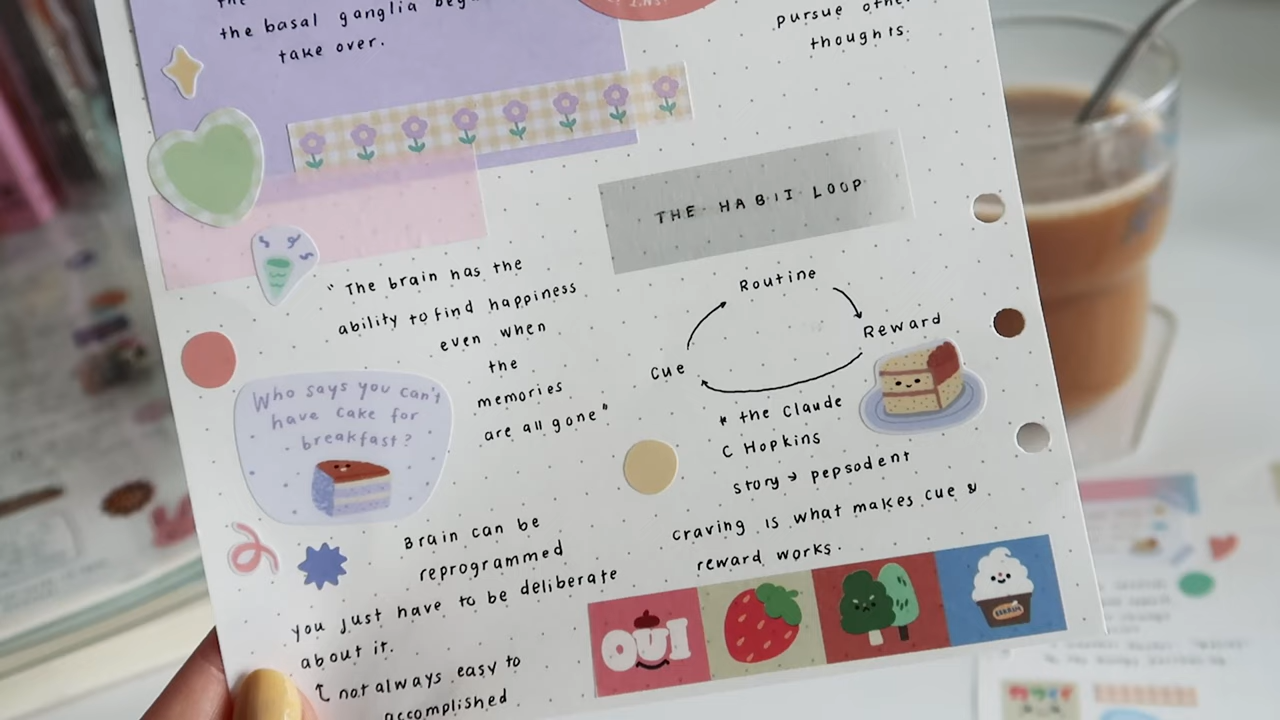 the
the basal ganglia
take over.
pursue
thoughts.
THE HABIT LOOP
"The brain has the
ability to find happiness
even when
the
memories
are all gone"
Routine
Reward
Cue
Who says you can't
have cake for
breakfast?
* the Claude
C Hopkins
story → pepsodent
craving is what makes cue &
reward works.
Brain can be
reprogrammed
you just have to be deliberate
about it.
↳ not always easy to
accomplished
OUI